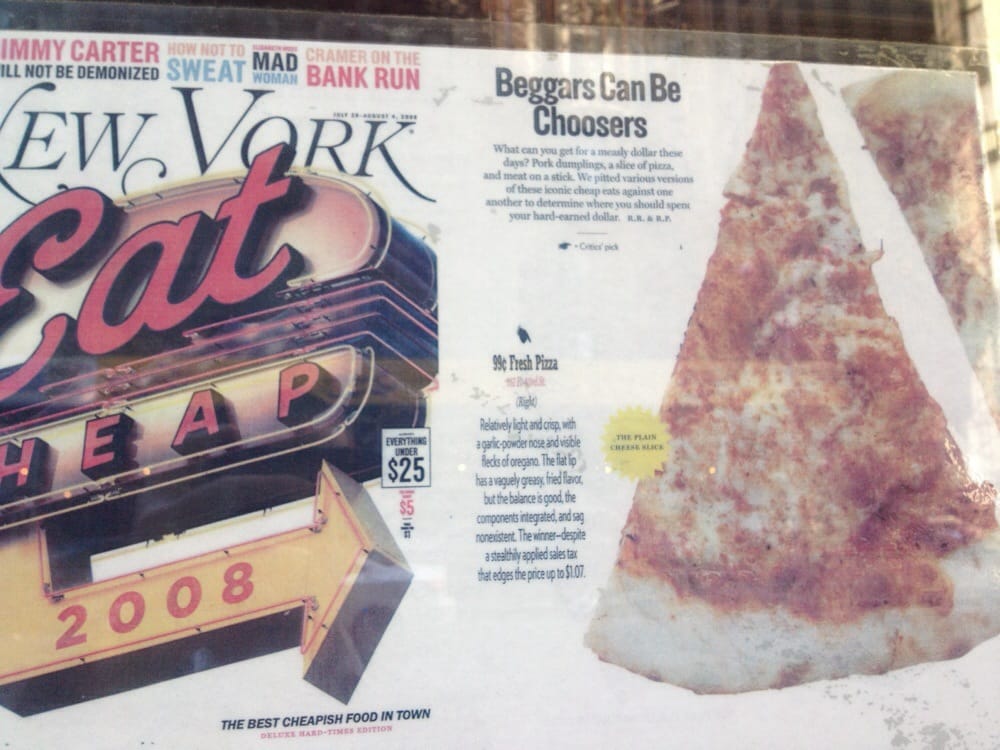 IMMY CARTER
ILL NOT BE DEMONIZED
HOW NOT TO
SWEAT
MAD
WOMAN
CRAMER ON THE
BANK RUN
NEW YORK
JULY 28–AUGUST 4, 2008
Eat
HEAP
2008
EVERYTHING
UNDER
$25
$5
THE BEST CHEAPISH FOOD IN TOWN
DELUXE HARD-TIMES EDITION
Beggars Can Be
Choosers
What can you get for a measly dollar these
days? Pork dumplings, a slice of pizza,
and meat on a stick. We pitted various versions
of these iconic cheap eats against one
another to determine where you should spend
your hard-earned dollar. R.R. & R.P.
= Critics' pick
99¢ Fresh Pizza
(Right)
Relatively light and crisp, with
a garlic-powder nose and visible
flecks of oregano. The flat lip
has a vaguely greasy, fried flavor,
but the balance is good, the
components integrated, and sag
nonexistent. The winner–despite
a stealthily applied sales tax
that edges the price up to $1.07.
THE PLAIN
CHEESE SLICE